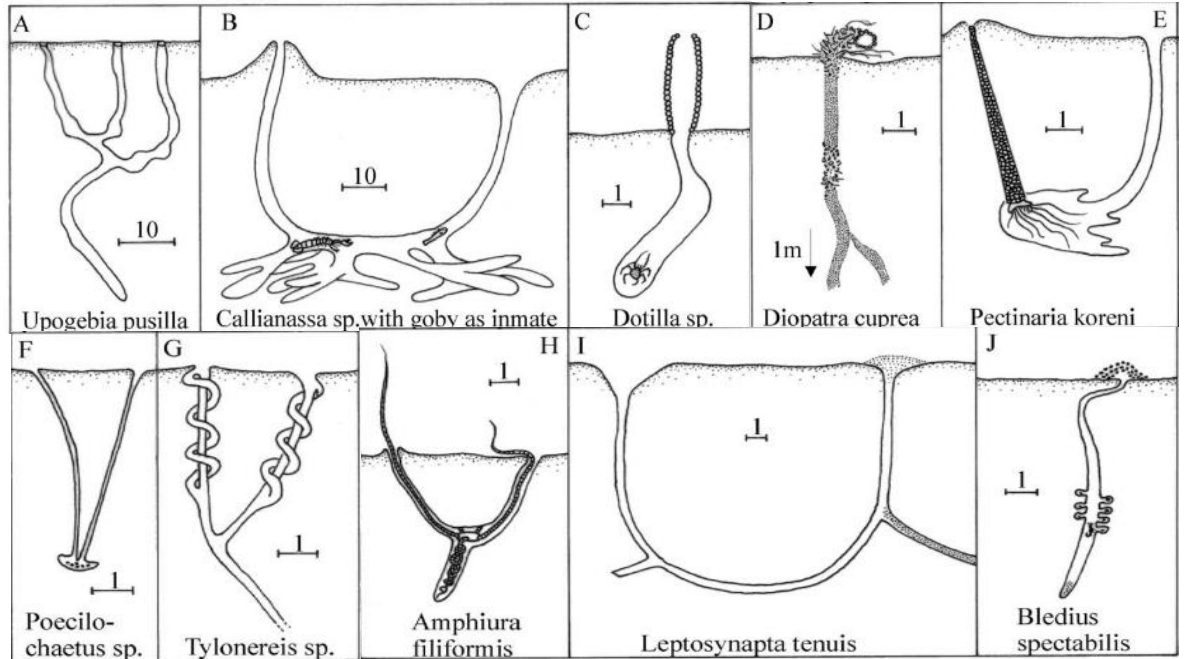 A
10
Upogebia pusilla
B
10
Callianassa sp.with goby as inmate
C
1
Dotilla sp.
D
1
1m
Diopatra cuprea
E
1
Pectinaria koreni
F
1
Poecilo-
chaetus sp.
G
1
Tylonereis sp.
H
1
Amphiura
filiformis
I
1
Leptosynapta tenuis
J
1
Bledius
spectabilis